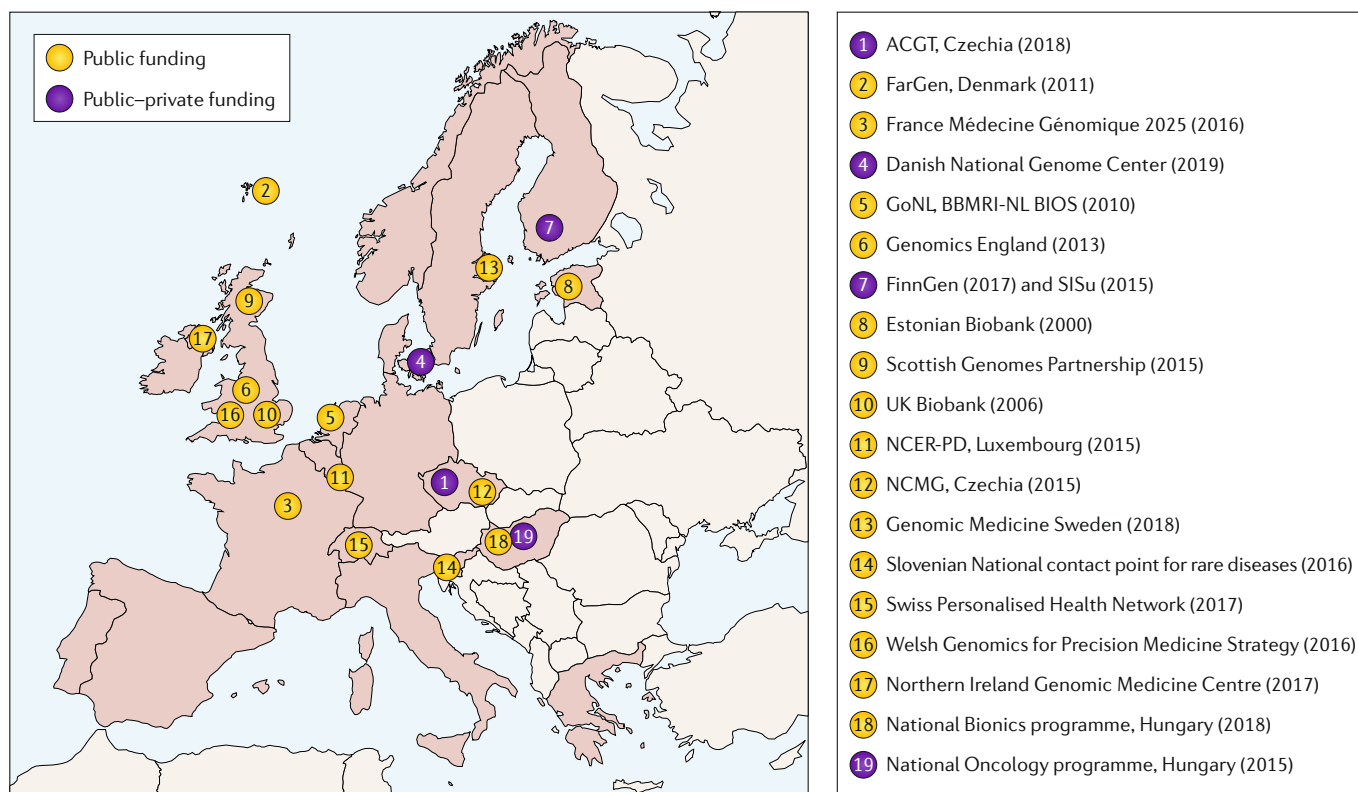 Public funding
Public–private funding
2
7
13
8
9
17
4
6
16
10
5
11
1
12
3
15
18
19
14
1 ACGT, Czechia (2018)
2 FarGen, Denmark (2011)
3 France Médecine Génomique 2025 (2016)
4 Danish National Genome Center (2019)
5 GoNL, BBMRI-NL BIOS (2010)
6 Genomics England (2013)
7 FinnGen (2017) and SISu (2015)
8 Estonian Biobank (2000)
9 Scottish Genomes Partnership (2015)
10 UK Biobank (2006)
11 NCER-PD, Luxembourg (2015)
12 NCMG, Czechia (2015)
13 Genomic Medicine Sweden (2018)
14 Slovenian National contact point for rare diseases (2016)
15 Swiss Personalised Health Network (2017)
16 Welsh Genomics for Precision Medicine Strategy (2016)
17 Northern Ireland Genomic Medicine Centre (2017)
18 National Bionics programme, Hungary (2018)
19 National Oncology programme, Hungary (2015)